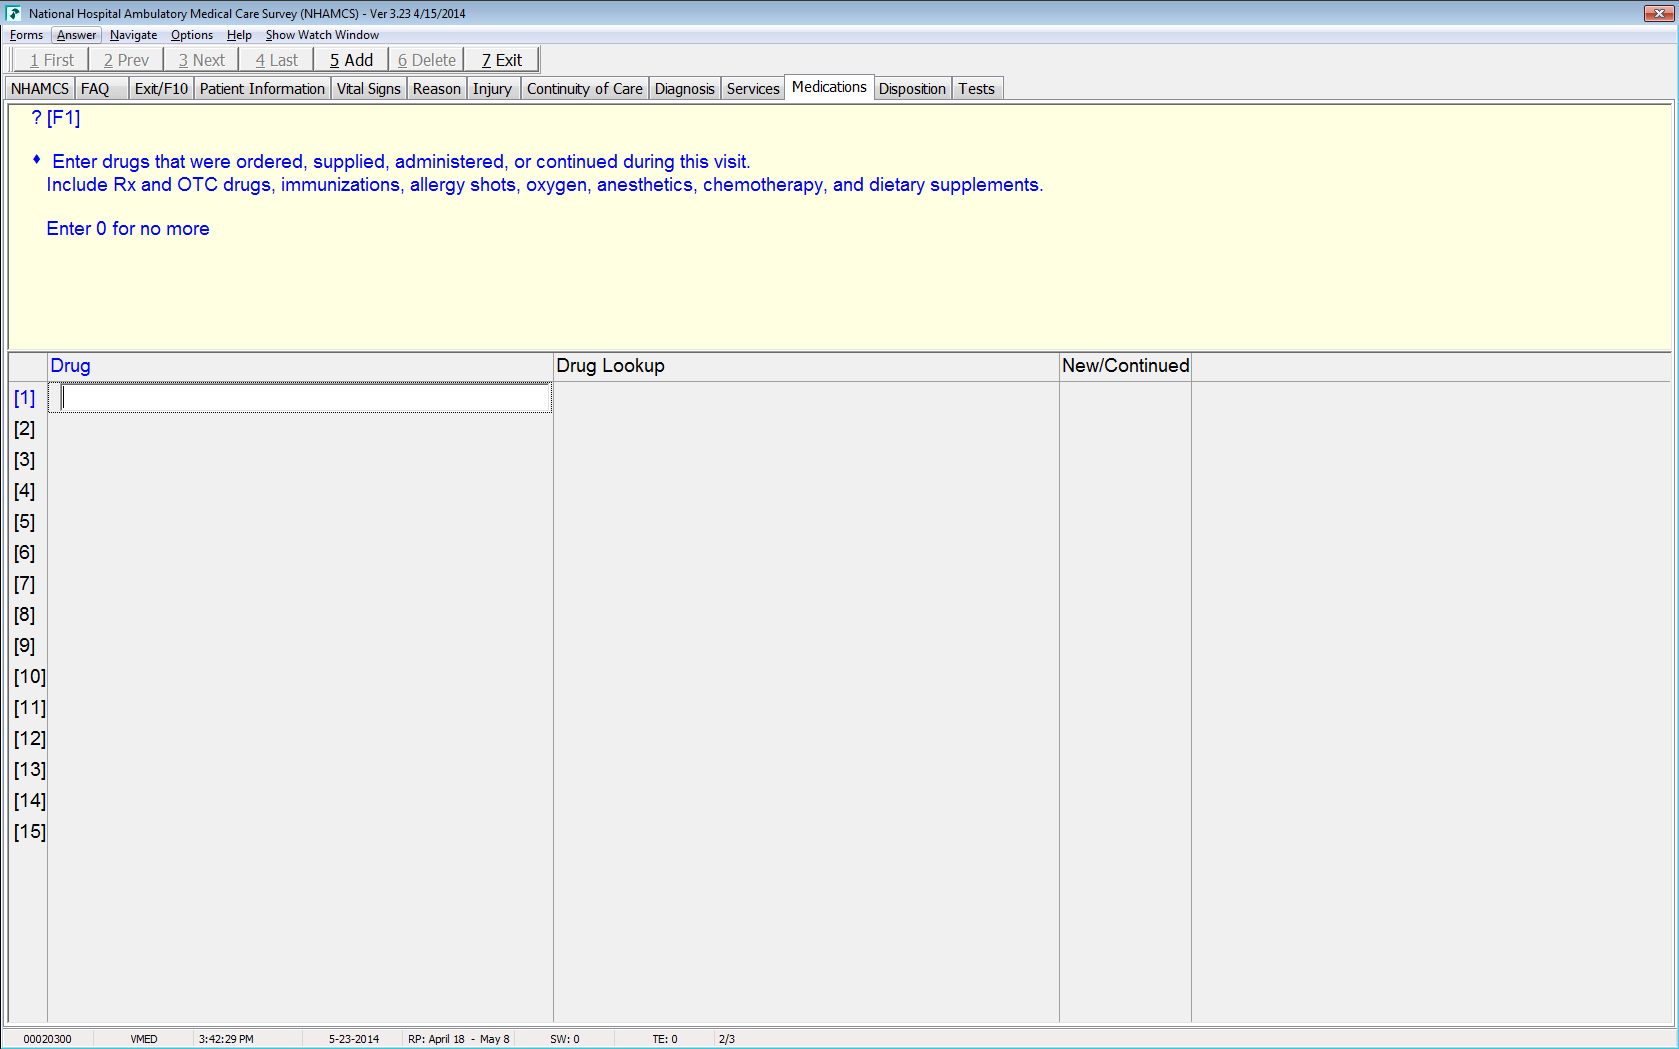 National Hospital Ambulatory Medical Care Survey (NHAMCS) - Ver 3.23 4/15/2014
Forms Answer Navigate Options Help Show Watch Window
1 First 2 Prev 3 Next 4 Last 5 Add 6 Delete 7 Exit
NHAMCS FAQ Exit/F10 Patient Information Vital Signs Reason Injury Continuity of Care Diagnosis Services Medications Disposition Tests
? [F1]
♦ Enter drugs that were ordered, supplied, administered, or continued during this visit.
Include Rx and OTC drugs, immunizations, allergy shots, oxygen, anesthetics, chemotherapy, and dietary supplements.
Enter 0 for no more
Drug Drug Lookup New/Continued
[1]
[2]
[3]
[4]
[5]
[6]
[7]
[8]
[9]
[10]
[11]
[12]
[13]
[14]
[15]
00020300 VMED 3:42:29 PM 5-23-2014 RP: April 18 - May 8 SW: 0 TE: 0 2/3